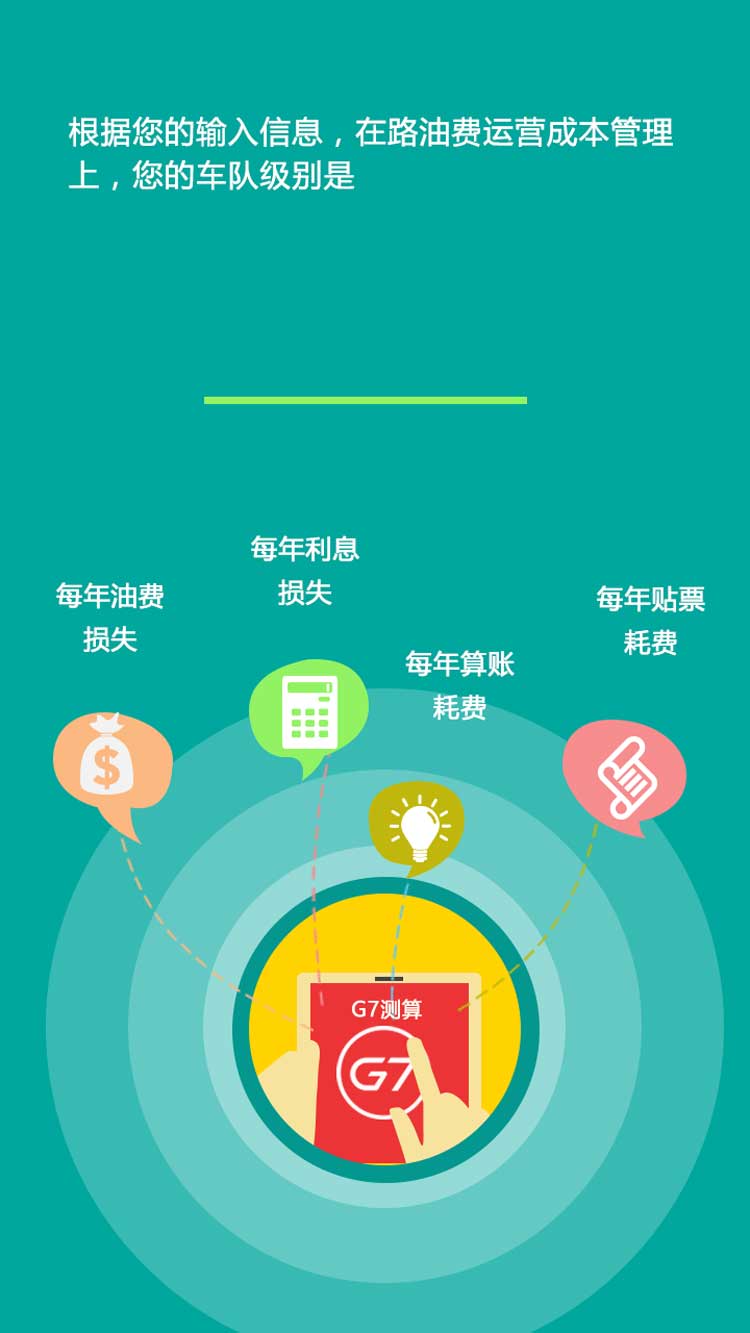 根据您的输入信息，在路油费运营成本管理
上，您的车队级别是
每年利息
损失
每年油费
损失
每年贴票
耗费
每年算账
耗费
$
G7测算
G7